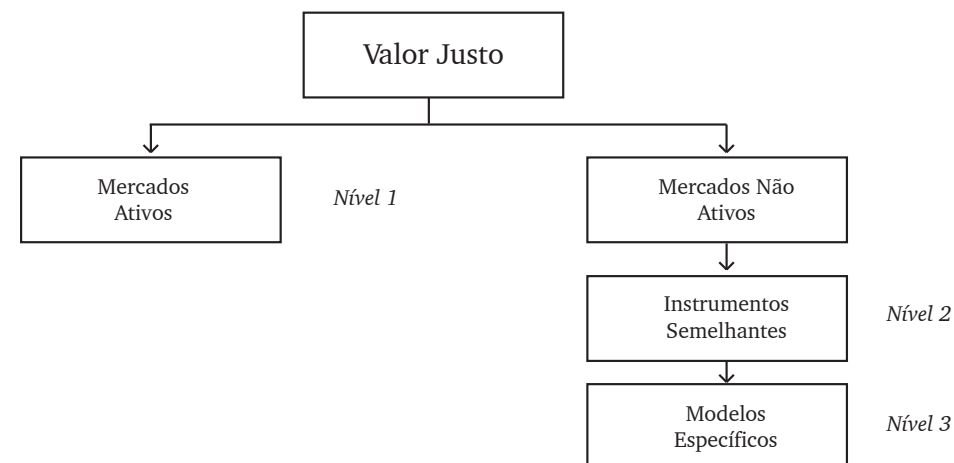 Valor Justo
Mercados
Ativos
Nível 1
Mercados Não
Ativos
Instrumentos
Semelhantes
Nível 2
Modelos
Específicos
Nível 3